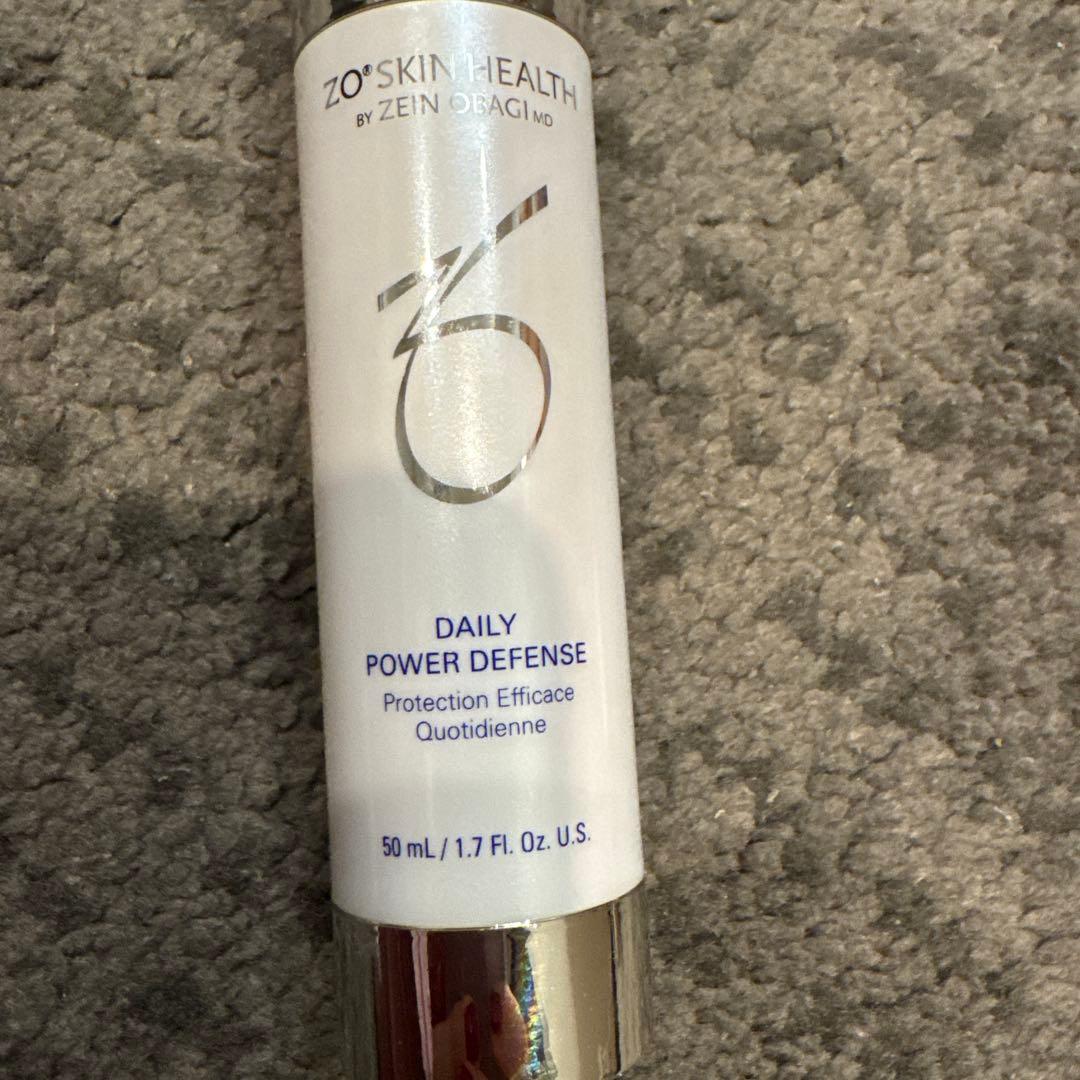 ZO® SKIN HEALTH
BY ZEIN OBAGI MD
DAILY
POWER DEFENSE
Protection Efficace
Quotidienne
50 mL / 1.7 Fl. Oz. U.S.